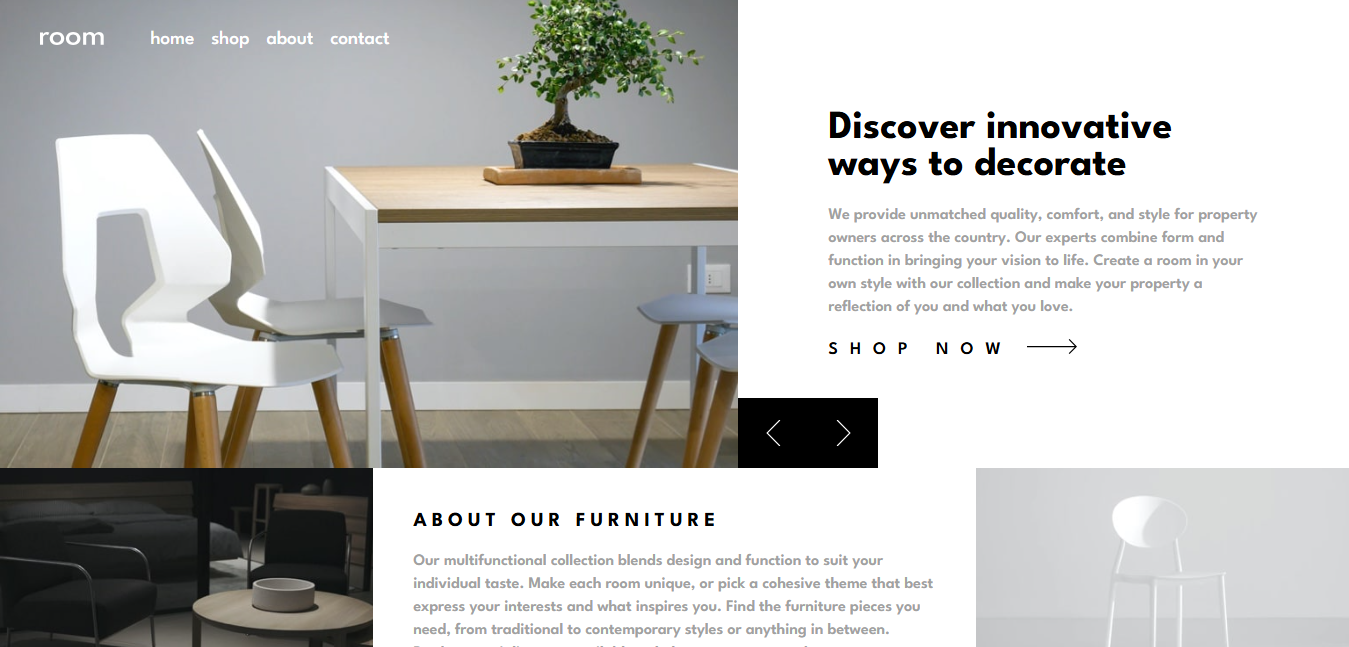 room
home shop about contact
Discover innovative
ways to decorate
We provide unmatched quality, comfort, and style for property
owners across the country. Our experts combine form and
function in bringing your vision to life. Create a room in your
own style with our collection and make your property a
reflection of you and what you love.
SHOP NOW
ABOUT OUR FURNITURE
Our multifunctional collection blends design and function to suit your
individual taste. Make each room unique, or pick a cohesive theme that best
express your interests and what inspires you. Find the furniture pieces you
need, from traditional to contemporary styles or anything in between.